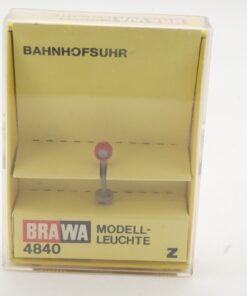 BAHNHOFSUHR
BRAWA
4840
MODELL-
LEUCHTE
Z